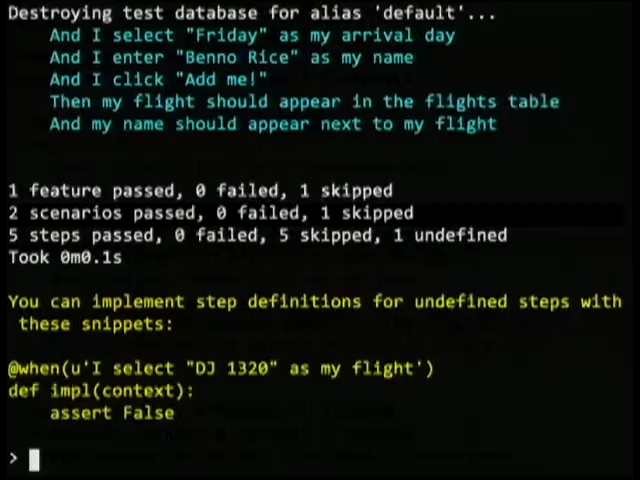 Destroying test database for alias 'default'...
And I select "Friday" as my arrival day
And I enter "Benno Rice" as my name
And I click "Add me!"
Then my flight should appear in the flights table
And my name should appear next to my flight
1 feature passed, 0 failed, 1 skipped
2 scenarios passed, 0 failed, 1 skipped
5 steps passed, 0 failed, 5 skipped, 1 undefined
Took 0m0.1s
You can implement step definitions for undefined steps with
these snippets:
@when(u'I select "DJ 1320" as my flight')
def impl(context):
assert False
>